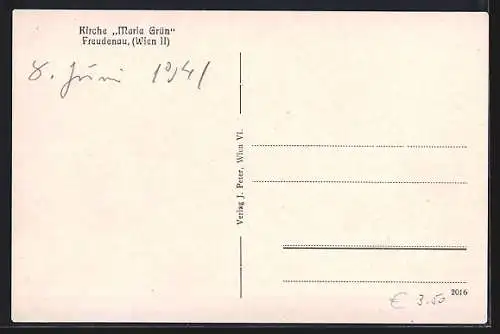 Kirche „Maria Grün“
Freudenau, (Wien II)
8. Juni 1941
Verlag J. Peter, Wien VI.
2016
€ 3.50